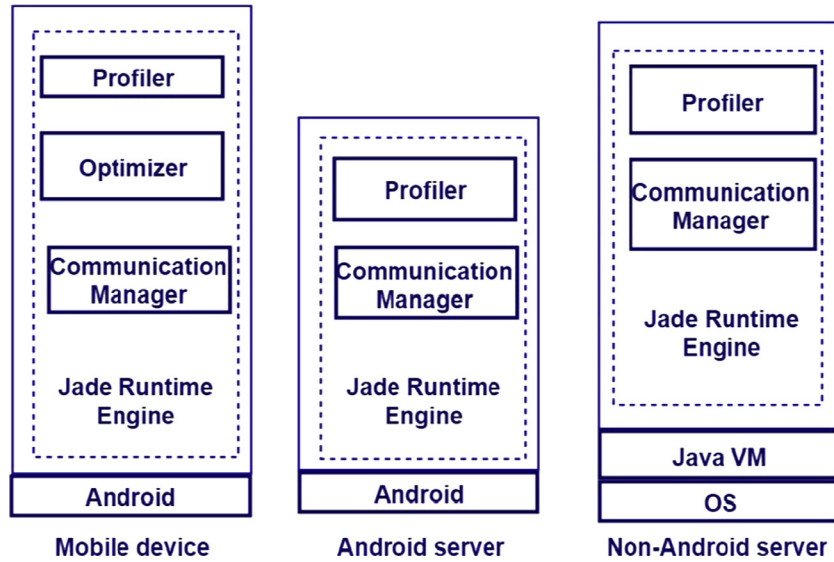 Profiler
Optimizer
Communication
Manager
Jade Runtime
Engine
Android
Mobile device
Profiler
Communication
Manager
Jade Runtime
Engine
Android
Android server
Profiler
Communication
Manager
Jade Runtime
Engine
Java VM
OS
Non-Android server